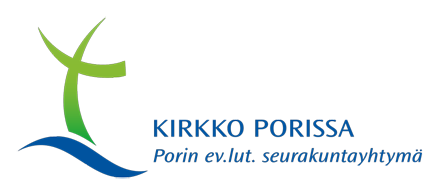 KIRKKO PORISSA
Porin ev.lut. seurakuntayhtymä